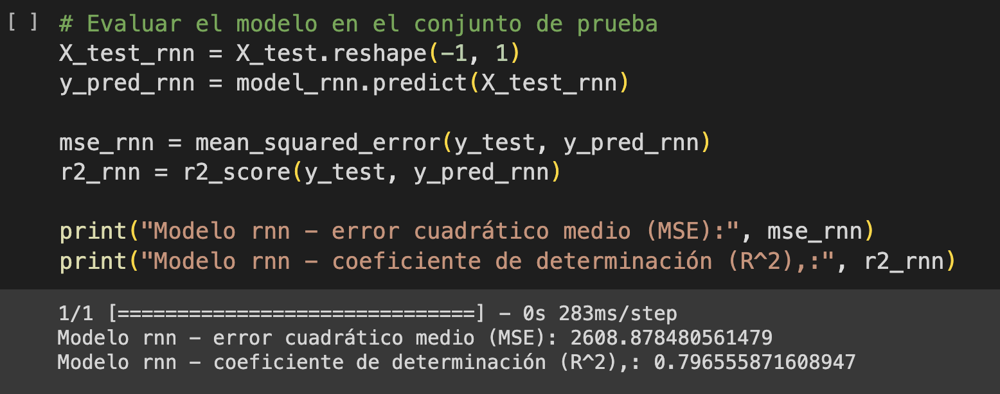 [ ] # Evaluar el modelo en el conjunto de prueba
X_test_rnn = X_test.reshape(-1, 1)
y_pred_rnn = model_rnn.predict(X_test_rnn)
mse_rnn = mean_squared_error(y_test, y_pred_rnn)
r2_rnn = r2_score(y_test, y_pred_rnn)
print("Modelo rnn - error cuadrático medio (MSE):", mse_rnn)
print("Modelo rnn - coeficiente de determinación (R^2),:", r2_rnn)
1/1 [==============================] - 0s 283ms/step
Modelo rnn - error cuadrático medio (MSE): 2608.878480561479
Modelo rnn - coeficiente de determinación (R^2),: 0.796555871608947